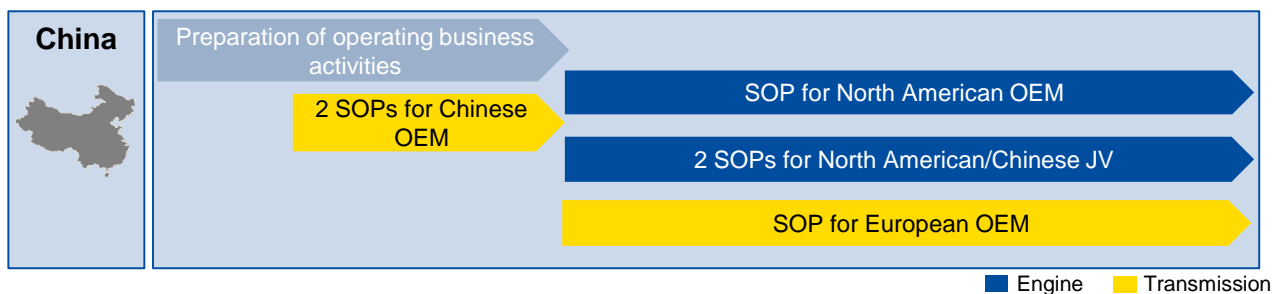 China
Preparation of operating business
activities
2 SOPs for Chinese
OEM
SOP for North American OEM
2 SOPs for North American/Chinese JV
SOP for European OEM
Engine
Transmission